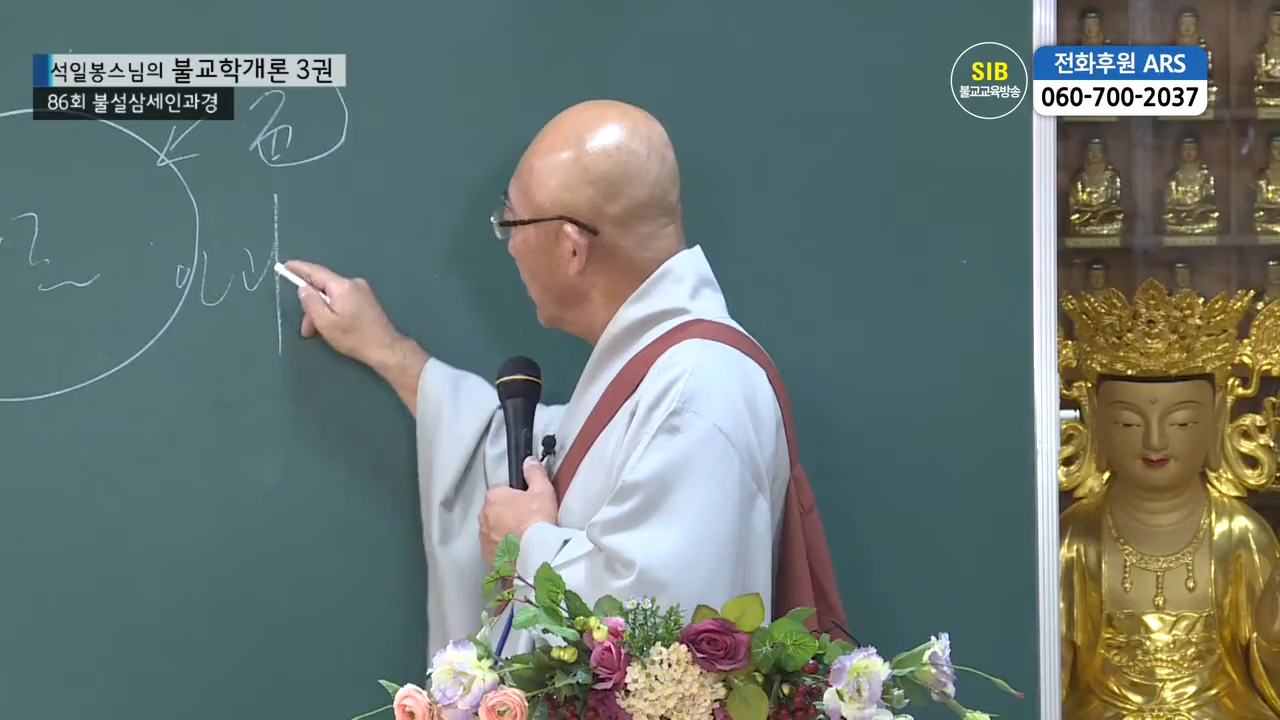 석일봉스님의 불교학개론 3권
86회 불설삼세인과경
SIB
불교교육방송
전화후원 ARS
060-700-2037